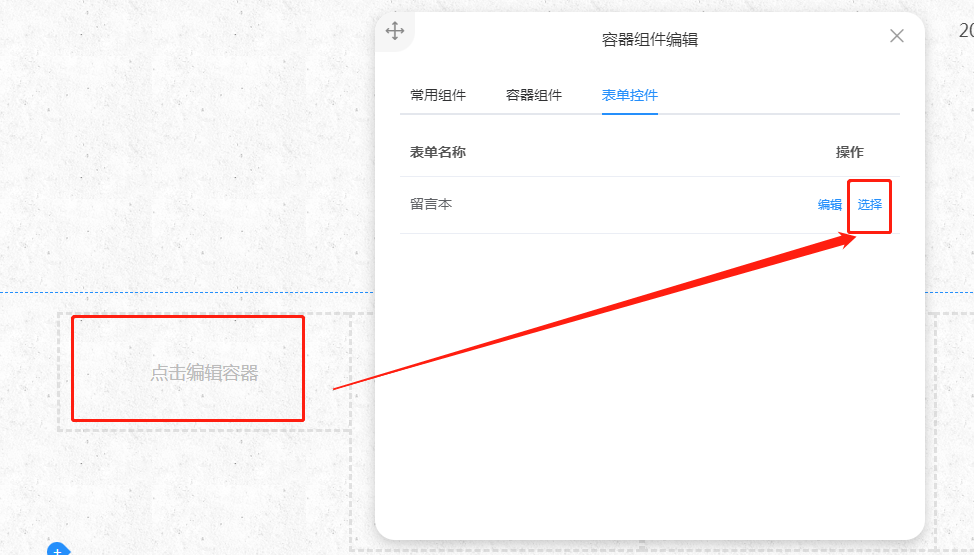 容器组件编辑
20
常用组件 容器组件 表单控件
表单名称 操作
留言本 编辑 选择
点击编辑容器